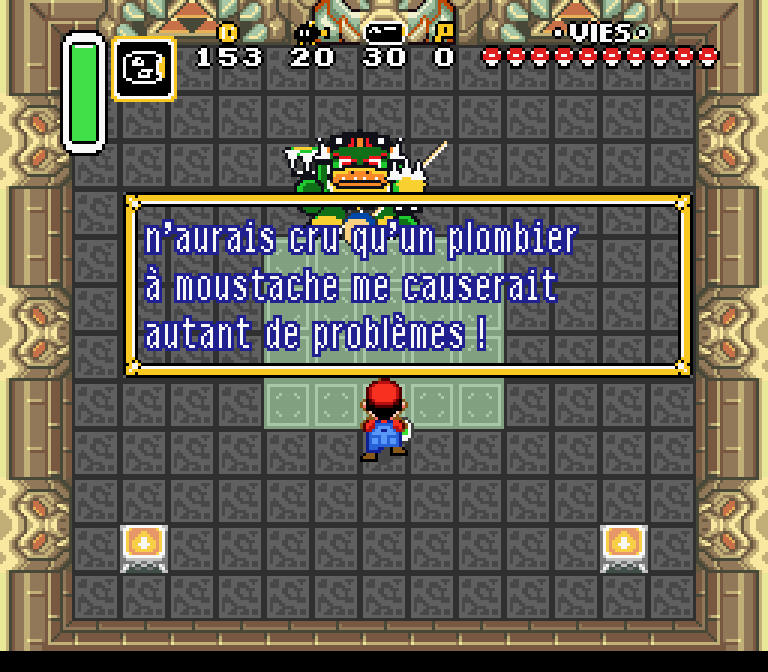 VIES
153 20 30 0
n'aurais cru qu'un plombier
à moustache me causerait
autant de problèmes !